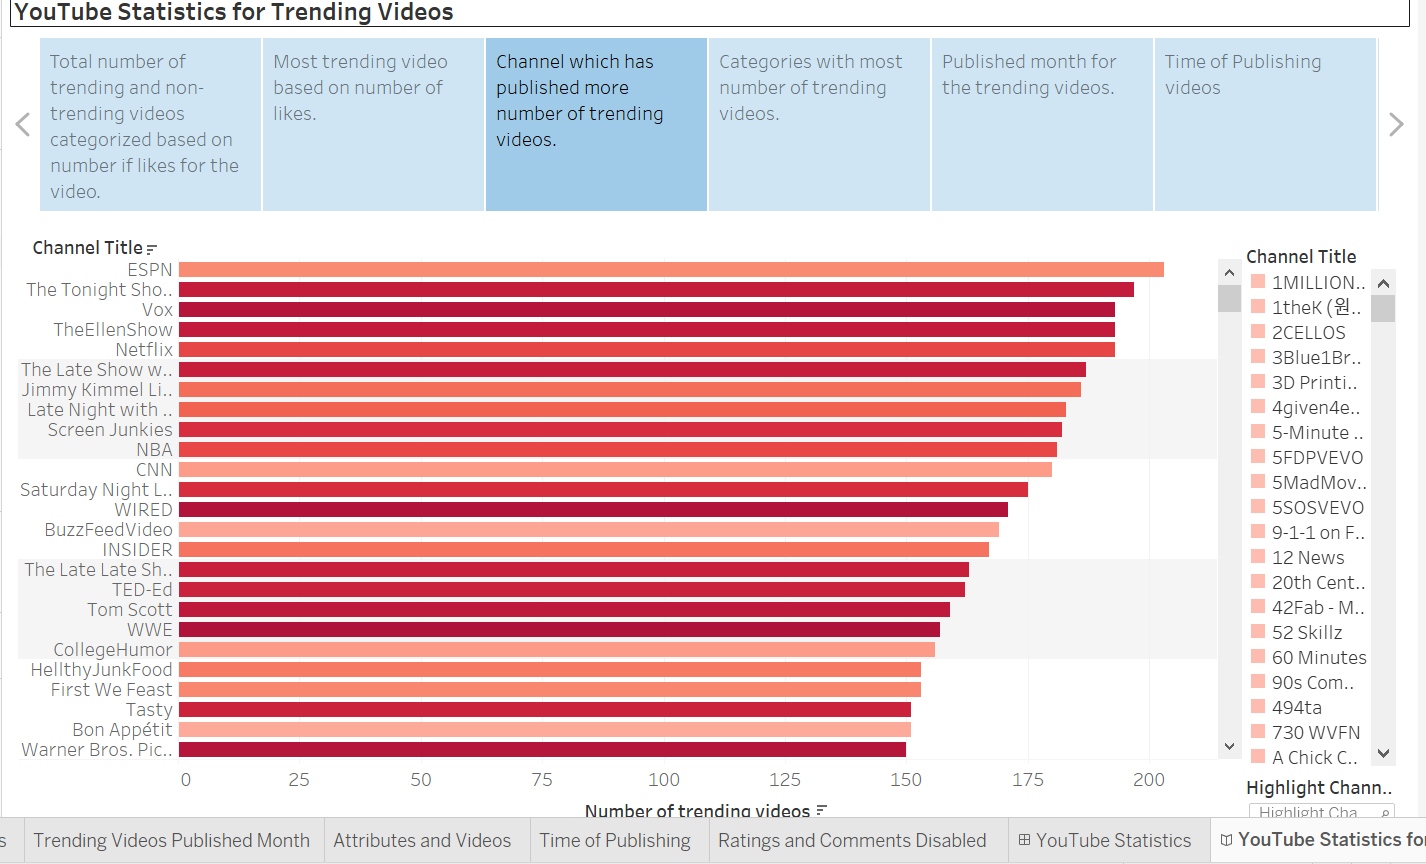 YouTube Statistics for Trending Videos
Total number of
trending and non-
trending videos
categorized based on
number if likes for the
video.
Most trending video
based on number of
likes.
Channel which has
published more
number of trending
videos.
Categories with most
number of trending
videos.
Published month for
the trending videos.
Time of Publishing
videos
Channel Title
ESPN
The Tonight Sho..
Vox
TheEllenShow
Netflix
The Late Show w..
Jimmy Kimmel Li..
Late Night with ..
Screen Junkies
NBA
CNN
Saturday Night L..
WIRED
BuzzFeedVideo
INSIDER
The Late Late Sh..
TED-Ed
Tom Scott
WWE
CollegeHumor
HellthyJunkFood
First We Feast
Tasty
Bon Appétit
Warner Bros. Pic..
0 25 50 75 100 125 150 175 200
Number of trending videos
Channel Title
1MILLION..
1theK (원..
2CELLOS
3Blue1Br..
3D Printi..
4given4e..
5-Minute ..
5FDPVEVO
5MadMov..
5SOSVEVO
9-1-1 on F..
12 News
20th Cent..
42Fab - M..
52 Skillz
60 Minutes
90s Com..
494ta
730 WVFN
A Chick C..
Highlight Chann..
Highlight Cha
s Trending Videos Published Month Attributes and Videos Time of Publishing Ratings and Comments Disabled YouTube Statistics YouTube Statistics for